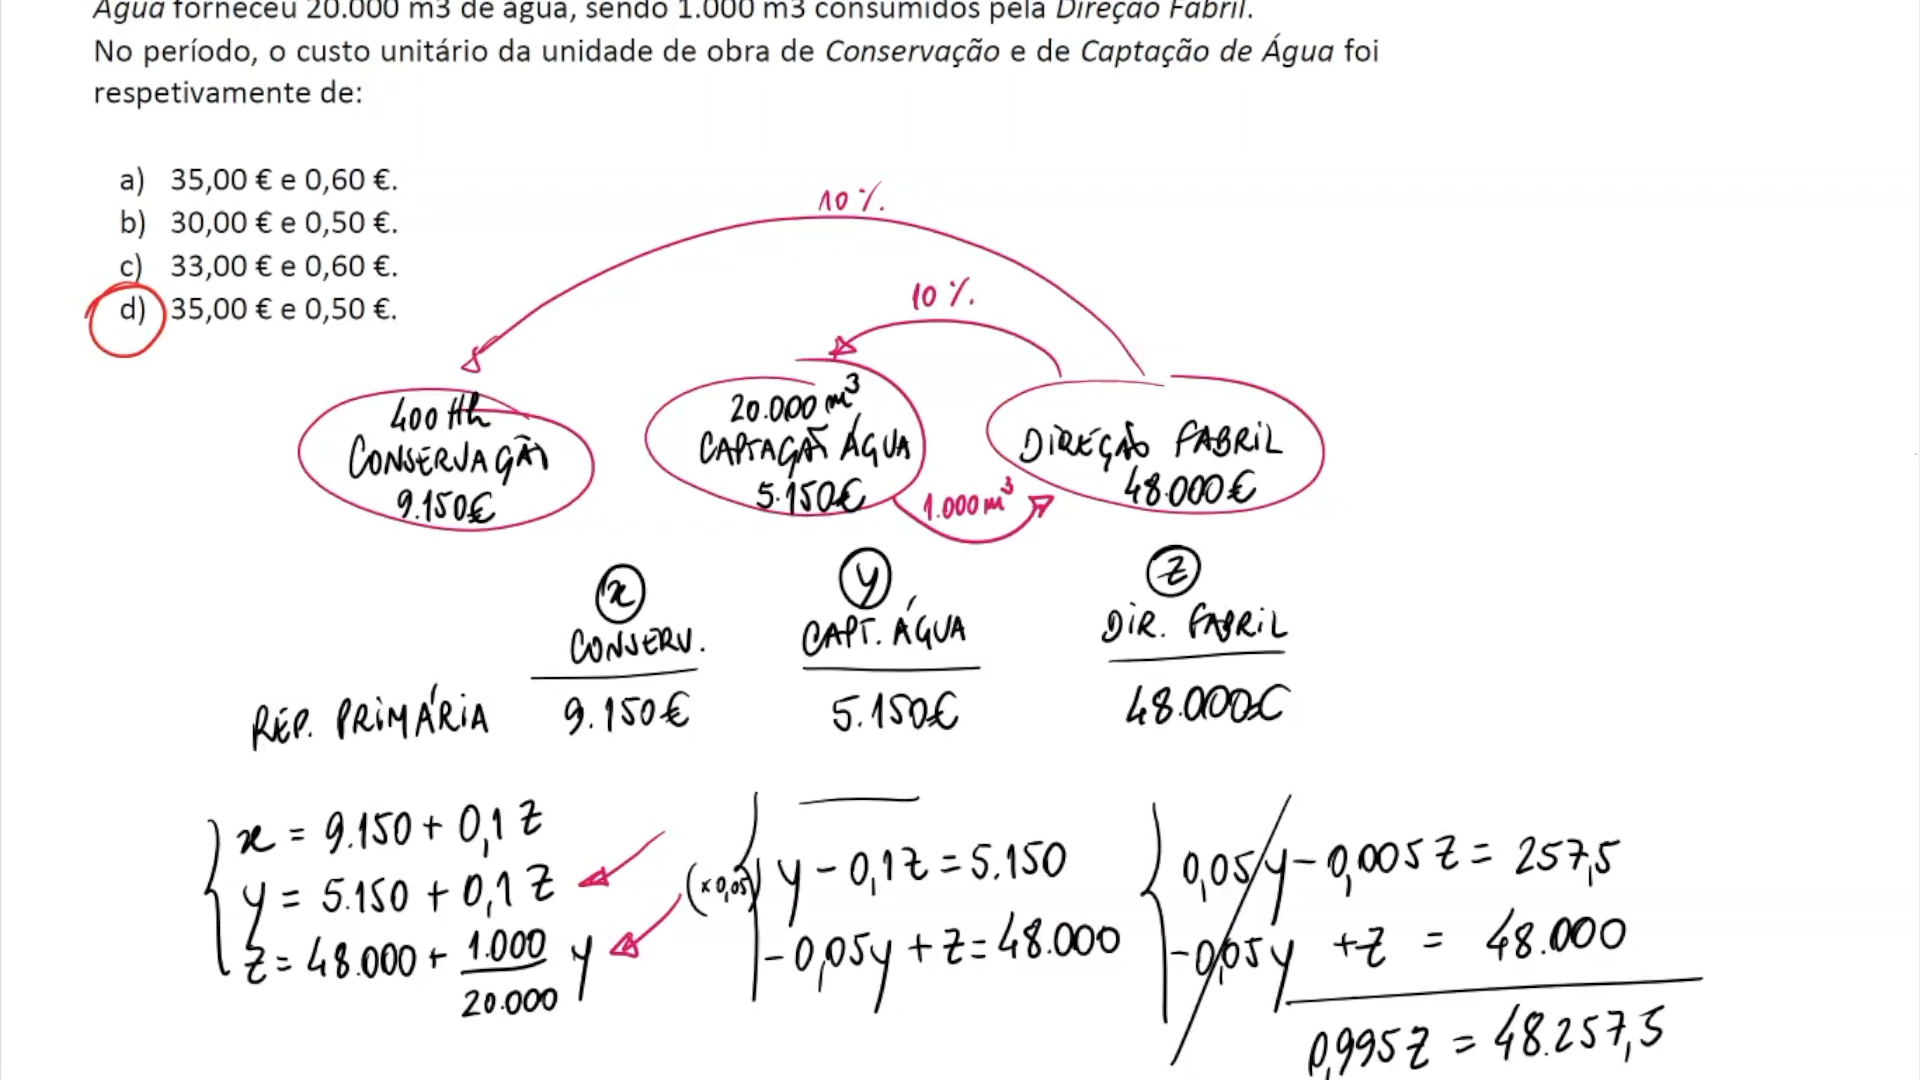 Água forneceu 20.000 m3 de água, sendo 1.000 m3 consumidos pela Direção Fabril.
No período, o custo unitário da unidade de obra de Conservação e de Captação de Água foi
respetivamente de:
a) 35,00 € e 0,60 €.
b) 30,00 € e 0,50 €.
c) 33,00 € e 0,60 €.
d) 35,00 € e 0,50 €.
10 %.
10 %.
400 Hh
CONSERVAÇÃO
9.150€
20.000 m³
CAPTAÇÃO ÁGUA
5.150€
DIREÇÃO FABRIL
48.000€
1.000 m³
x
y
z
CONSERV.
CAPT. ÁGUA
DIR. FABRIL
REP. PRIMÁRIA 9.150€ 5.150€ 48.000€
x = 9.150 + 0,1 z
y = 5.150 + 0,1 z
z = 48.000 + 1.000/20.000 y
(x 0,05) y - 0,1z = 5.150
- 0,05y + z = 48.000
0,05y - 0,005 z = 257,5
-0,05y + z = 48.000
0,995z = 48.257,5